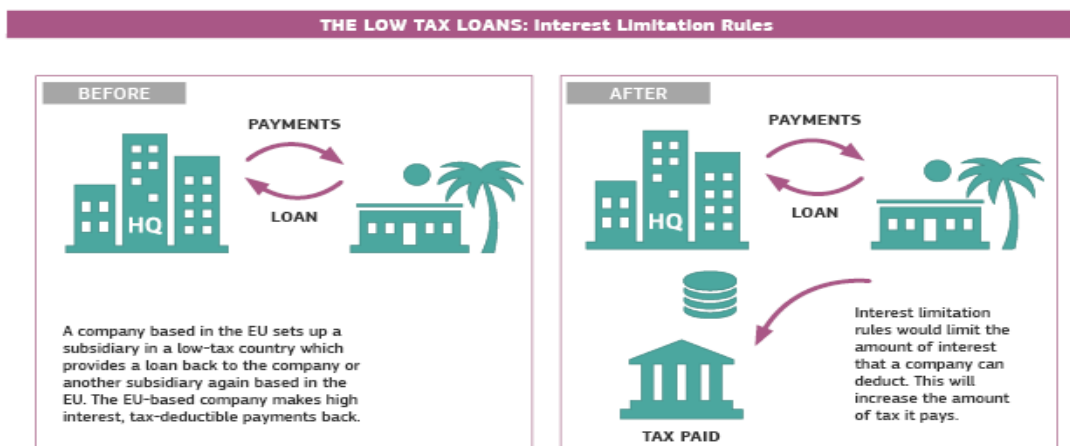 THE LOW TAX LOANS: Interest Limitation Rules
BEFORE
PAYMENTS
HQ
LOAN
A company based in the EU sets up a
subsidiary in a low-tax country which
provides a loan back to the company or
another subsidiary again based in the
EU. The EU-based company makes high
interest, tax-deductible payments back.
AFTER
PAYMENTS
HQ
LOAN
Interest limitation
rules would limit the
amount of interest
that a company can
deduct. This will
increase the amount
of tax it pays.
TAX PAID